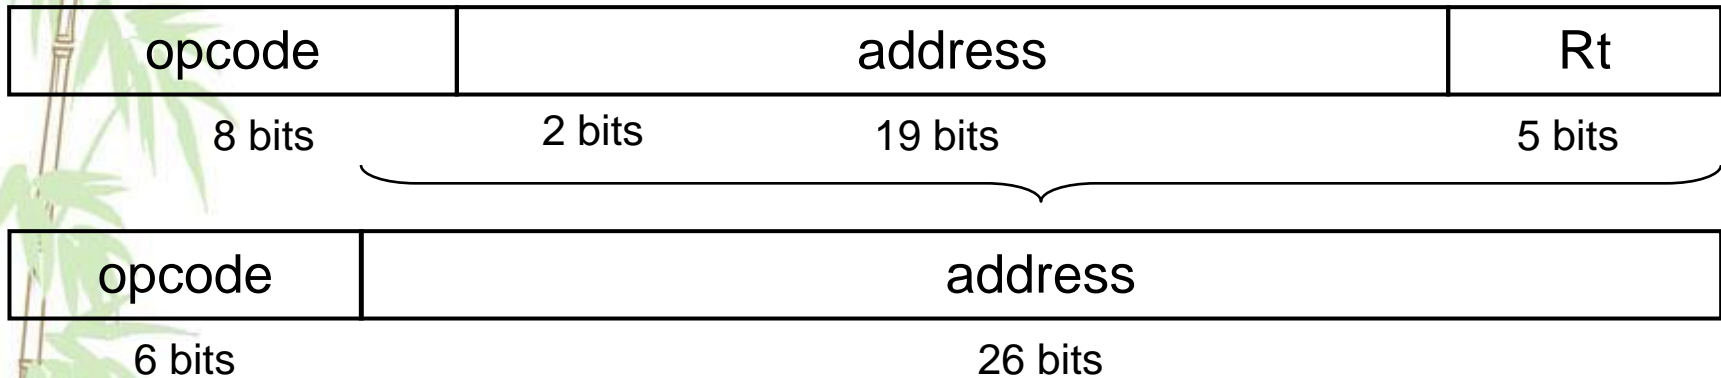 opcode address Rt
8 bits 2 bits 19 bits 5 bits
opcode address
6 bits 26 bits